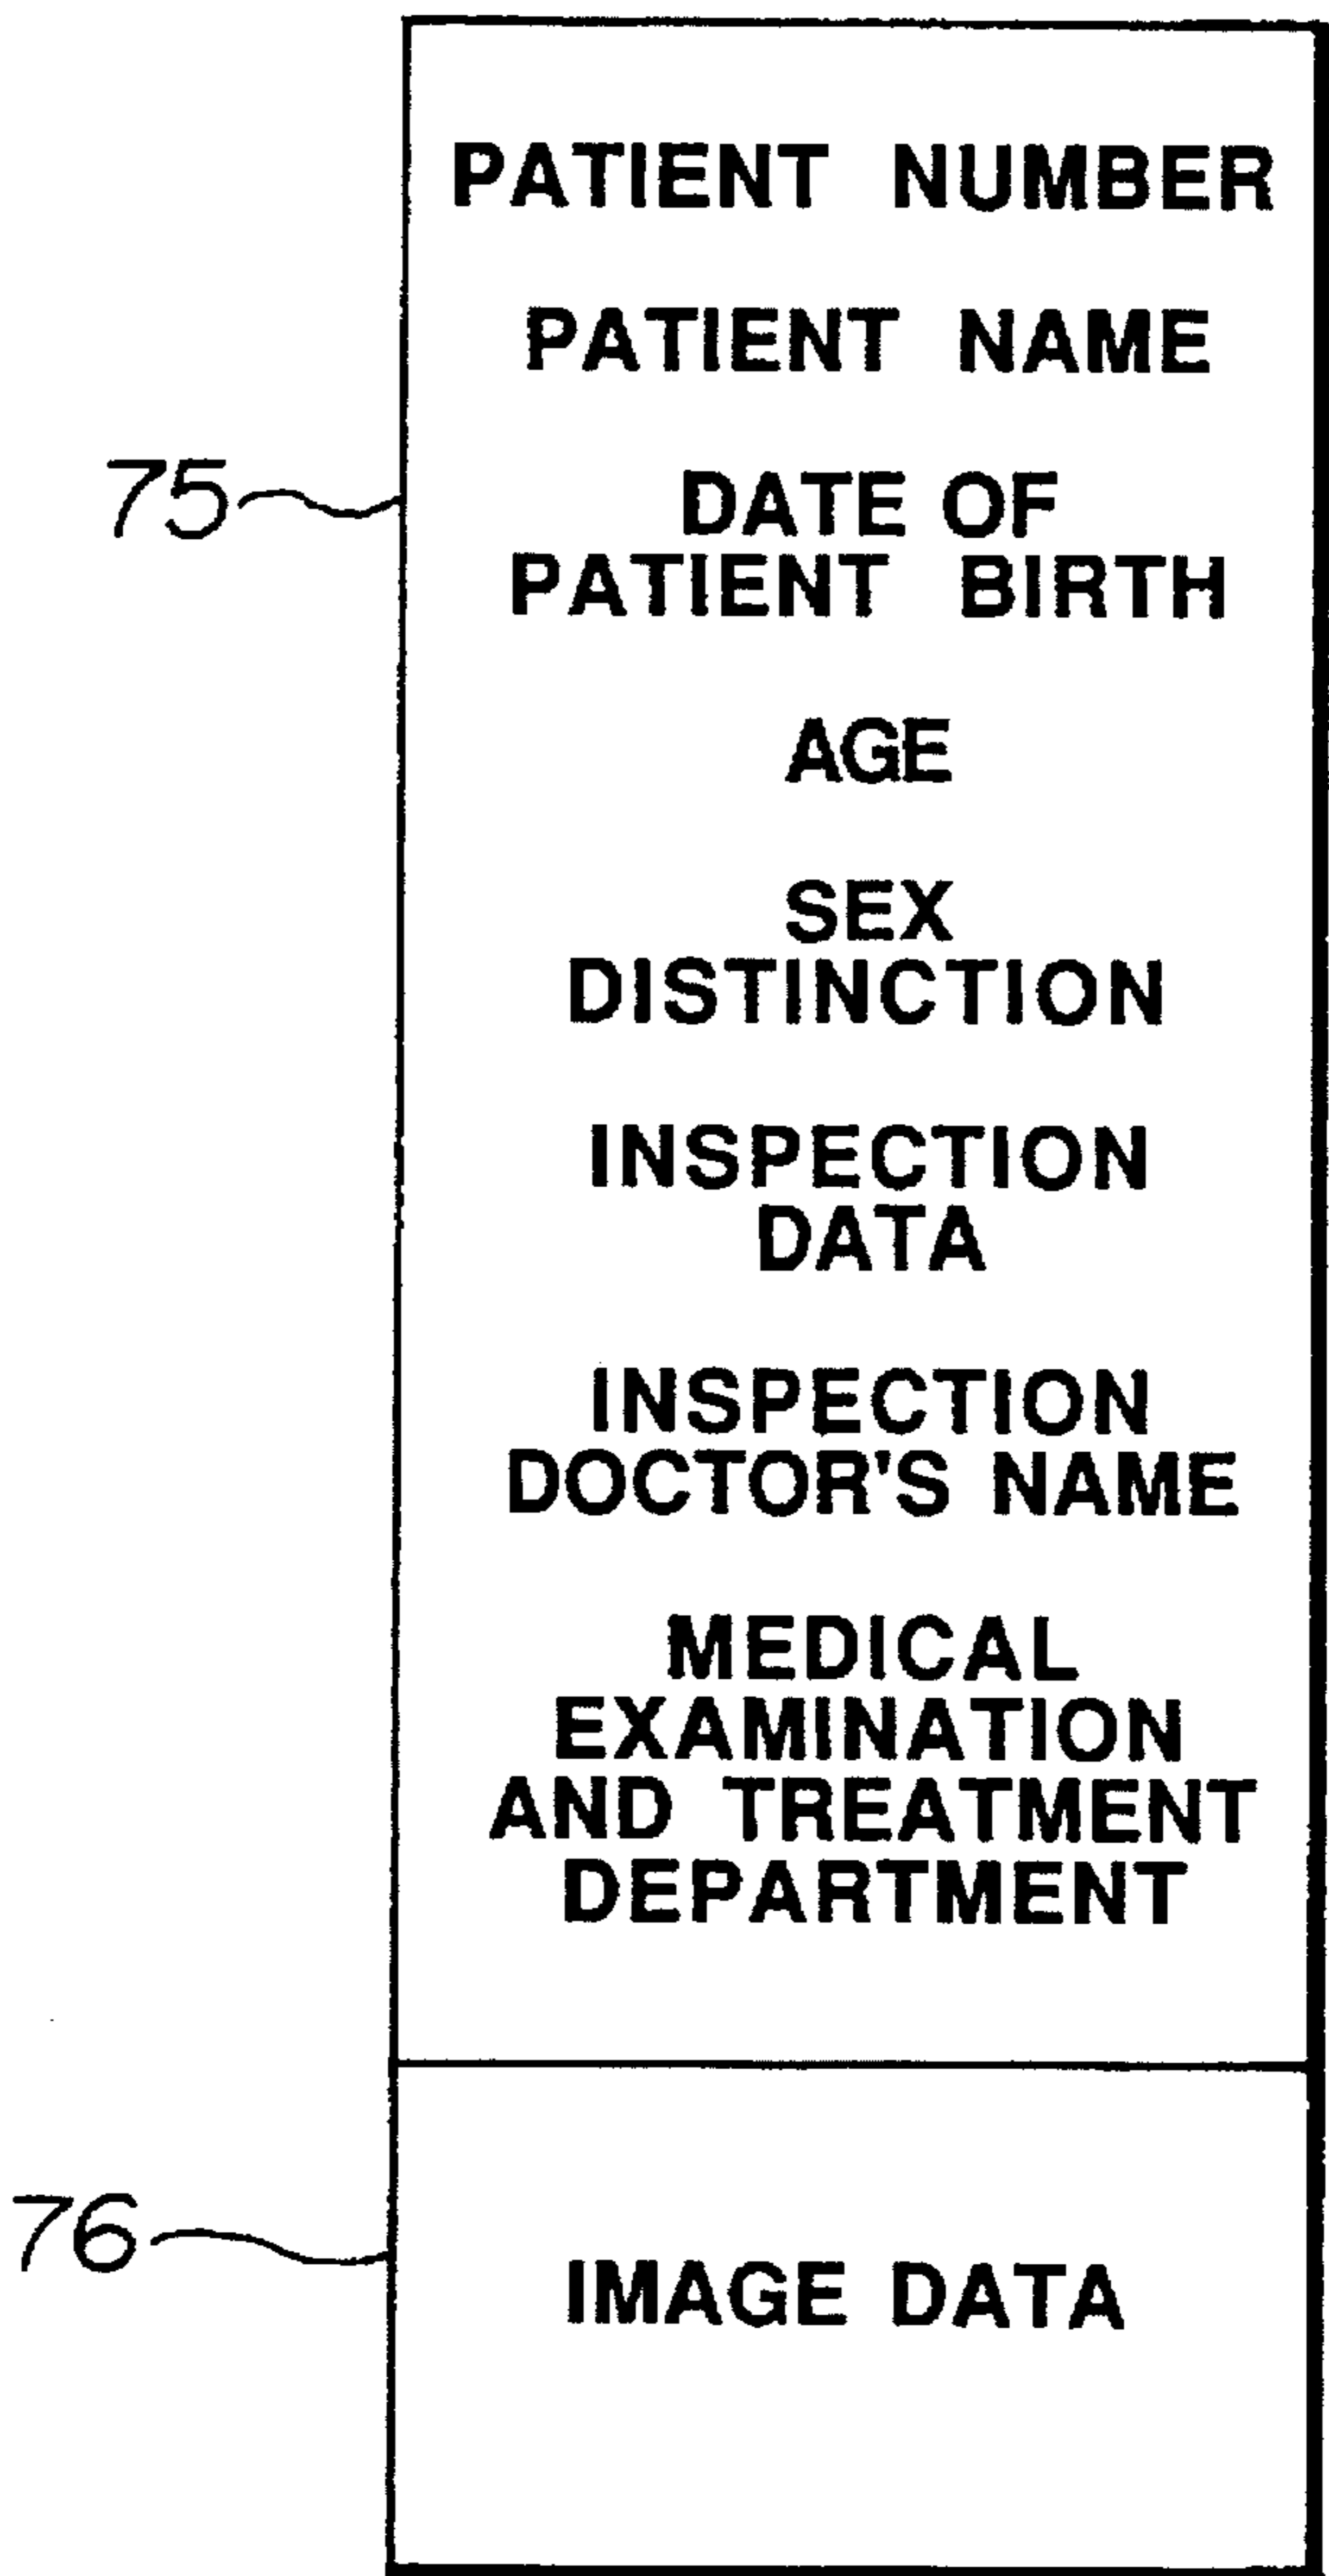 PATIENT NUMBER
PATIENT NAME
75
DATE OF
PATIENT BIRTH
AGE
SEX
DISTINCTION
INSPECTION
DATA
INSPECTION
DOCTOR'S NAME
MEDICAL
EXAMINATION
AND TREATMENT
DEPARTMENT
76
IMAGE DATA